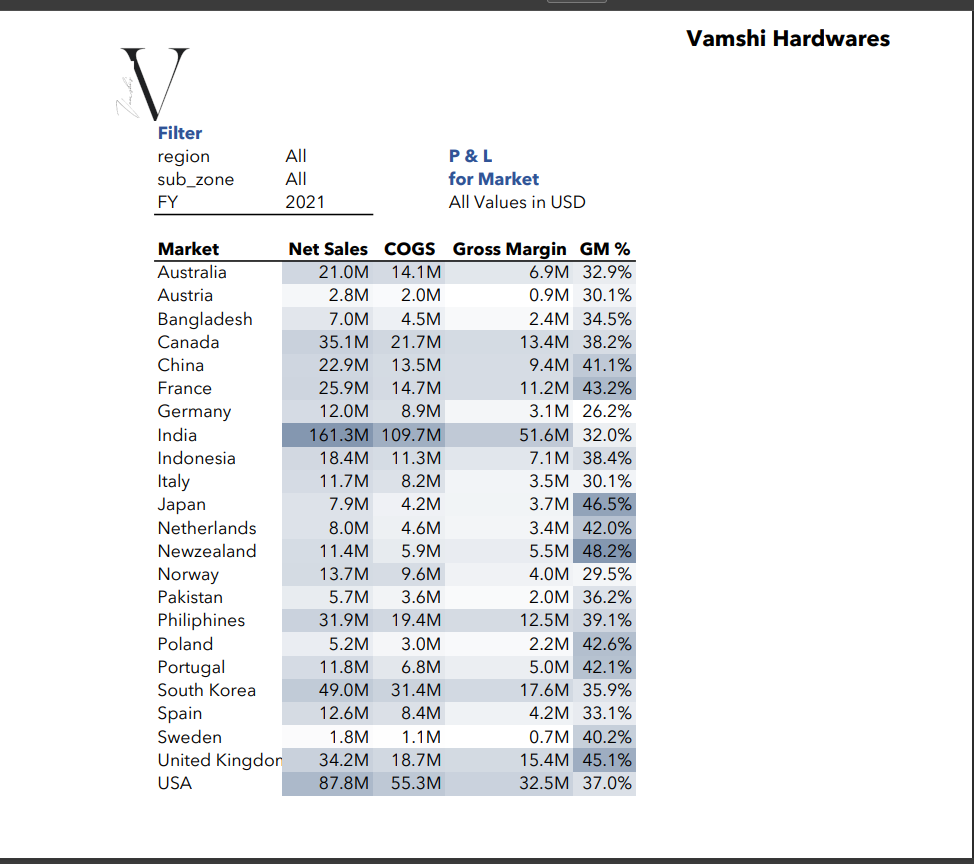 Vamshi Hardwares
V
Vamshi
Filter
region All P & L
sub_zone All for Market
FY 2021 All Values in USD
Market Net Sales COGS Gross Margin GM %
Australia 21.0M 14.1M 6.9M 32.9%
Austria 2.8M 2.0M 0.9M 30.1%
Bangladesh 7.0M 4.5M 2.4M 34.5%
Canada 35.1M 21.7M 13.4M 38.2%
China 22.9M 13.5M 9.4M 41.1%
France 25.9M 14.7M 11.2M 43.2%
Germany 12.0M 8.9M 3.1M 26.2%
India 161.3M 109.7M 51.6M 32.0%
Indonesia 18.4M 11.3M 7.1M 38.4%
Italy 11.7M 8.2M 3.5M 30.1%
Japan 7.9M 4.2M 3.7M 46.5%
Netherlands 8.0M 4.6M 3.4M 42.0%
Newzealand 11.4M 5.9M 5.5M 48.2%
Norway 13.7M 9.6M 4.0M 29.5%
Pakistan 5.7M 3.6M 2.0M 36.2%
Philiphines 31.9M 19.4M 12.5M 39.1%
Poland 5.2M 3.0M 2.2M 42.6%
Portugal 11.8M 6.8M 5.0M 42.1%
South Korea 49.0M 31.4M 17.6M 35.9%
Spain 12.6M 8.4M 4.2M 33.1%
Sweden 1.8M 1.1M 0.7M 40.2%
United Kingdom 34.2M 18.7M 15.4M 45.1%
USA 87.8M 55.3M 32.5M 37.0%